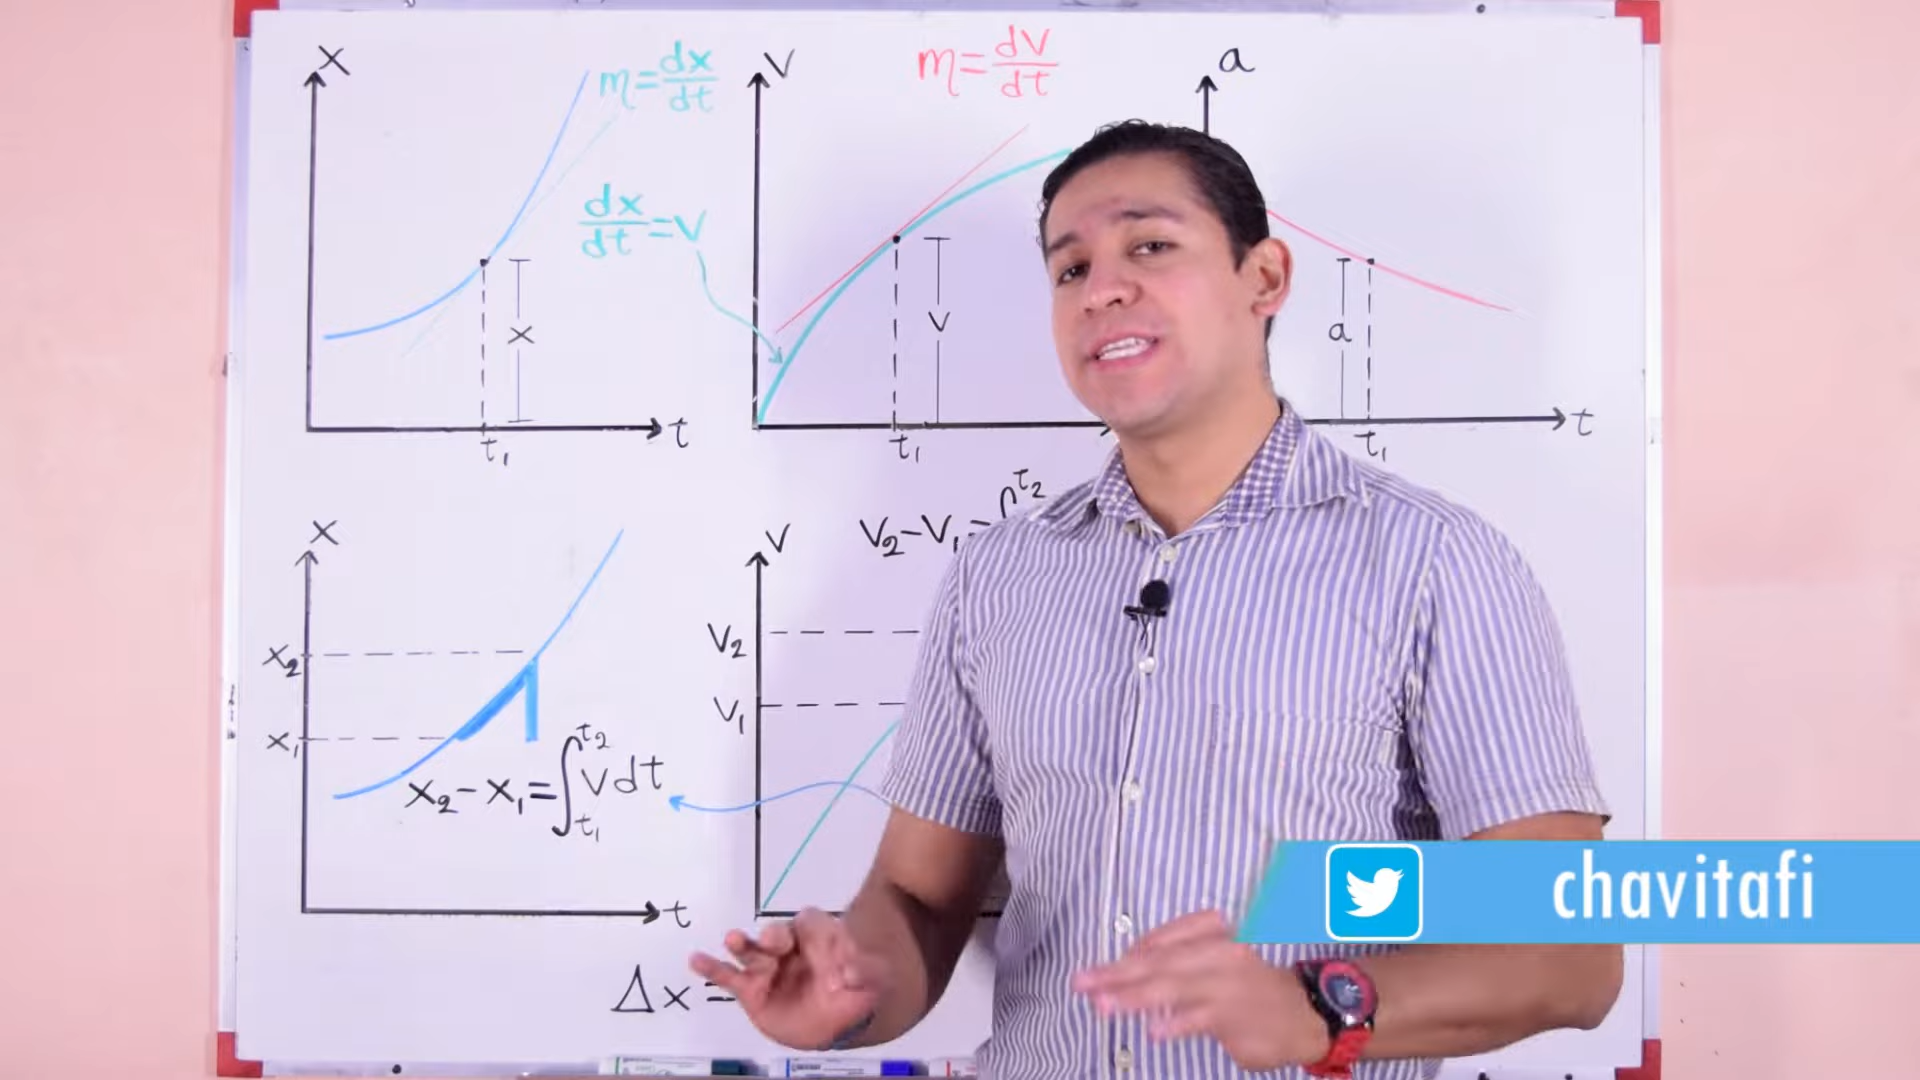 x
m=dx/dt
dx/dt=v
x
t₁
t
v
m=dv/dt
v
t₁
a
a
t₁
t
x
x₂
x₁
x₂-x₁=∫t₁t₂ vdt
t
v₂-v₁=∫t₂
v
v₂
v₁
Δx=
chavitafi